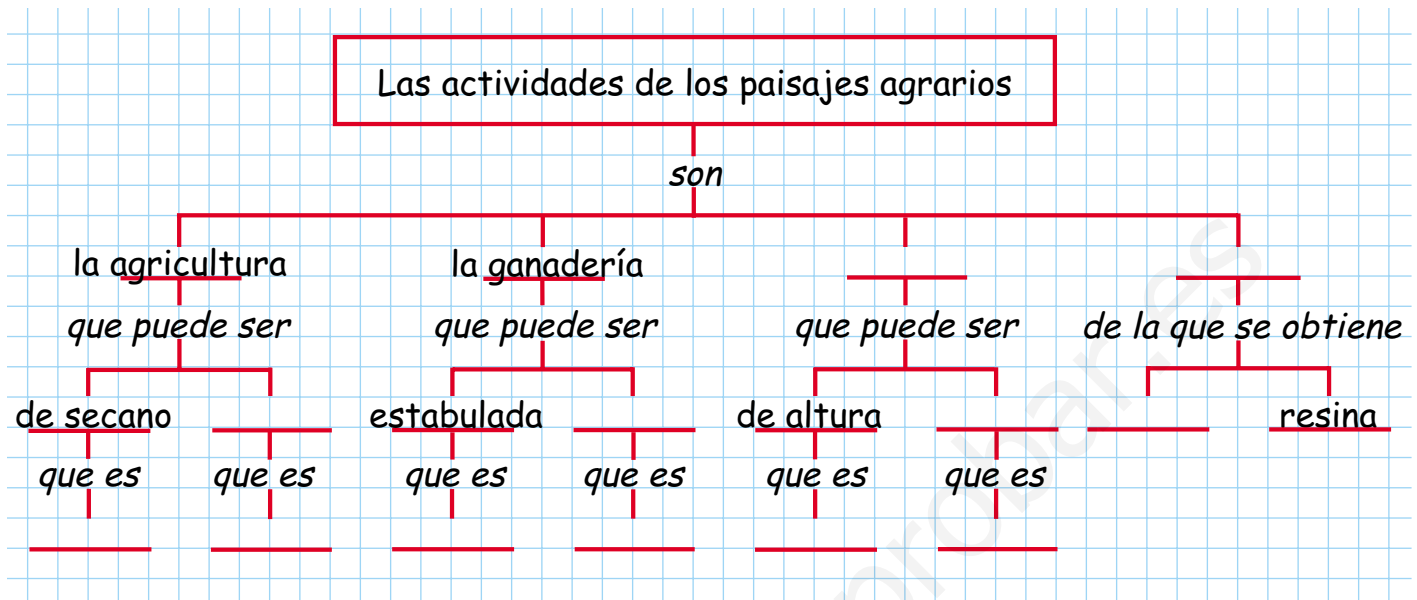 Las actividades de los paisajes agrarios
son
la agricultura la ganadería
que puede ser que puede ser que puede ser de la que se obtiene
de secano estabulada de altura resina
que es que es que es que es que es que es